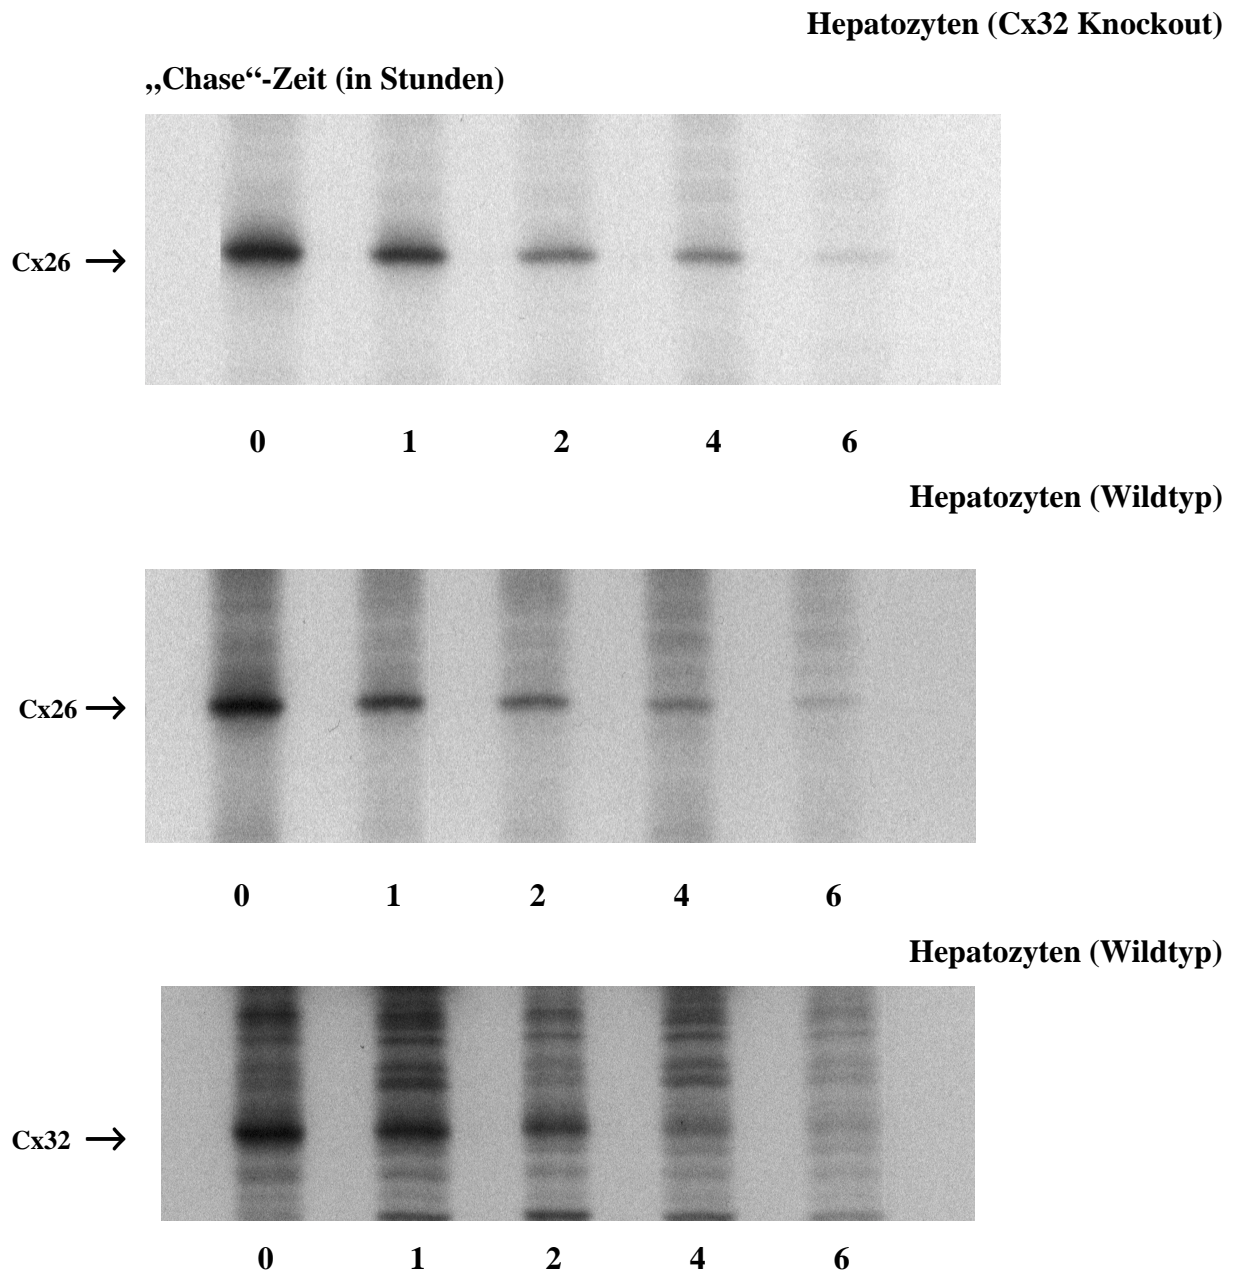 Hepatozyten (Cx32 Knockout)
„Chase“-Zeit (in Stunden)
Cx26 →
0 1 2 4 6
Hepatozyten (Wildtyp)
Cx26 →
0 1 2 4 6
Hepatozyten (Wildtyp)
Cx32 →
0 1 2 4 6